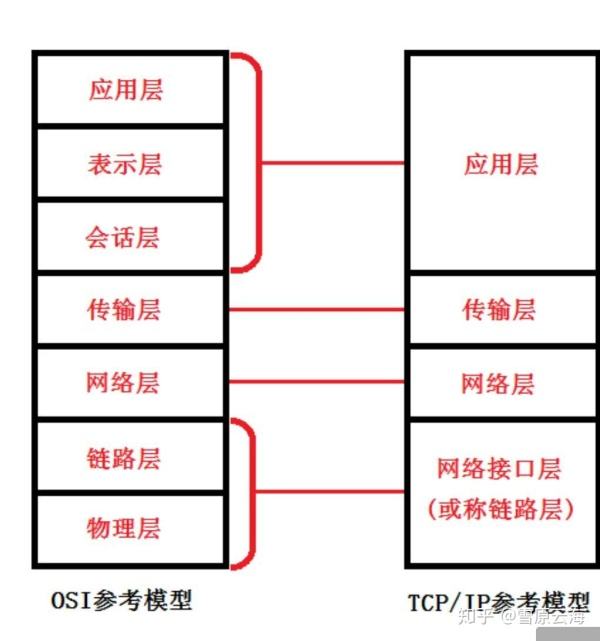 应用层
表示层
会话层
传输层
网络层
链路层
物理层
OSI参考模型
应用层
传输层
网络层
网络接口层
(或称链路层)
TCP/IP参考模型
知乎 @雪原云海